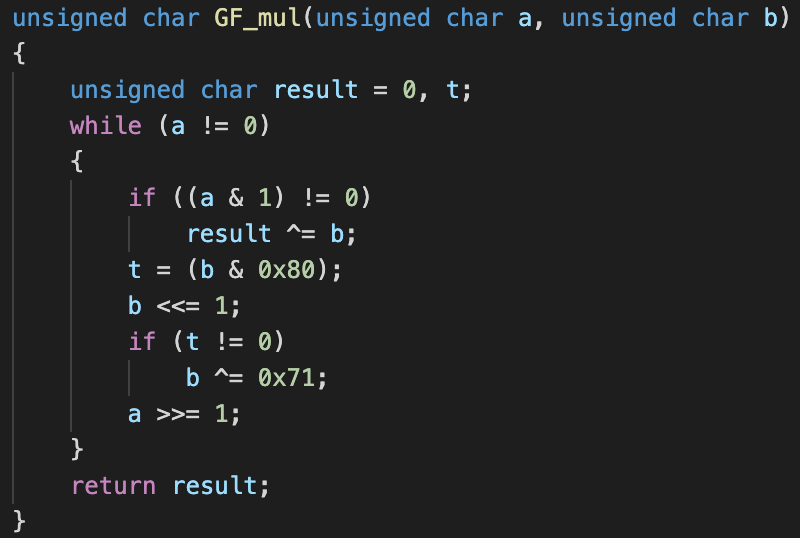 unsigned char GF_mul(unsigned char a, unsigned char b)
{
    unsigned char result = 0, t;
    while (a != 0)
    {
        if ((a & 1) != 0)
            result ^= b;
        t = (b & 0x80);
        b <<= 1;
        if (t != 0)
            b ^= 0x71;
        a >>= 1;
    }
    return result;
}